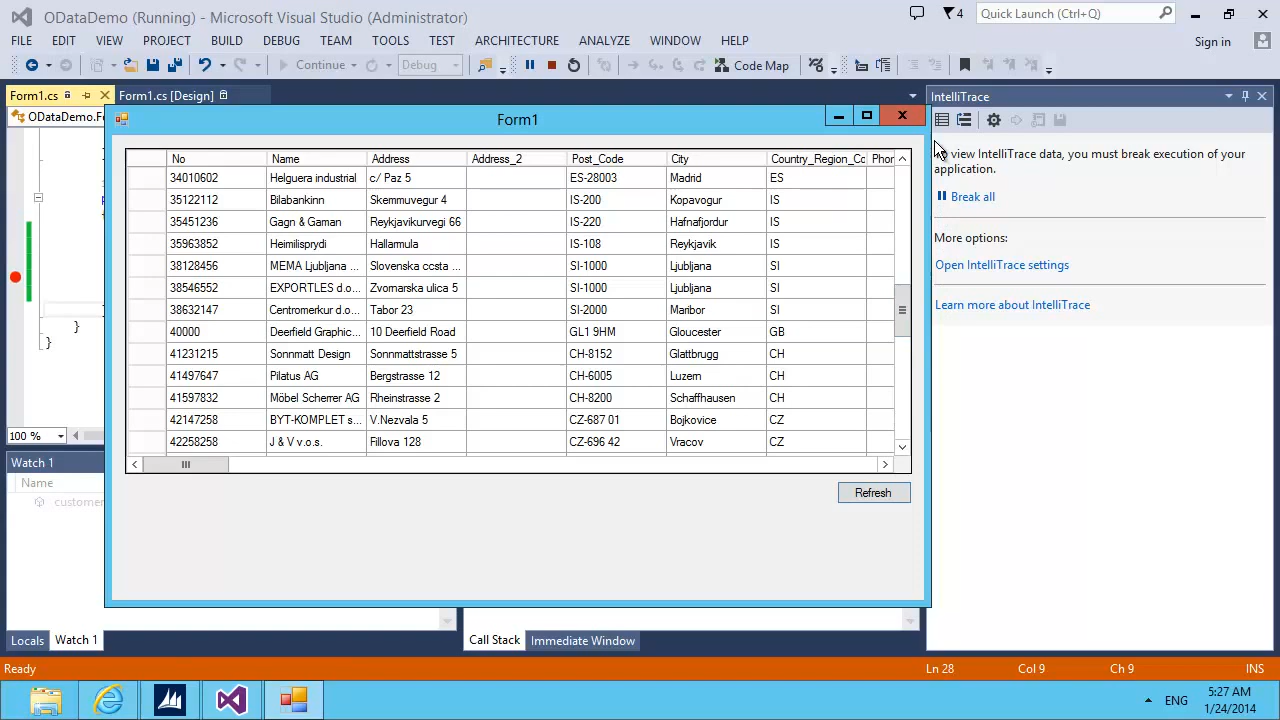 ODataDemo (Running) - Microsoft Visual Studio (Administrator)
4
Quick Launch (Ctrl+Q)
FILE EDIT VIEW PROJECT BUILD DEBUG TEAM TOOLS TEST ARCHITECTURE ANALYZE WINDOW HELP
Sign in
Continue Debug Code Map
Form1.cs Form1.cs [Design]
ODataDemo.Fo
Form1
No Name Address Address_2 Post_Code City Country_Region_Co Phor
34010602 Helguera industrial c/ Paz 5 ES-28003 Madrid ES
35122112 Bilabankinn Skemmuvegur 4 IS-200 Kopavogur IS
35451236 Gagn & Gaman Reykjavikurvegi 66 IS-220 Hafnafjordur IS
35963852 Heimilisprydi Hallarmula IS-108 Reykjavik IS
38128456 MEMA Ljubljana ... Slovenska ccsta ... SI-1000 Ljubljana SI
38546552 EXPORTLES d.o... Zvomarska ulica 5 SI-1000 Ljubljana SI
38632147 Centromerkur d.o... Tabor 23 SI-2000 Maribor SI
40000 Deerfield Graphic... 10 Deerfield Road GL1 9HM Gloucester GB
41231215 Sonnmatt Design Sonnmattstrasse 5 CH-8152 Glattbrugg CH
41497647 Pilatus AG Bergstrasse 12 CH-6005 Luzern CH
41597832 Möbel Scherrer AG Rheinstrasse 2 CH-8200 Schaffhausen CH
42147258 BYT-KOMPLET s... V.Nezvala 5 CZ-687 01 Bojkovice CZ
42258258 J & V v.o.s. Fillova 128 CZ-696 42 Vracov CZ
Refresh
}
}
100 %
Watch 1
Name
customer
Locals Watch 1
Call Stack Immediate Window
IntelliTrace
view IntelliTrace data, you must break execution of your
application.
Break all
More options:
Open IntelliTrace settings
Learn more about IntelliTrace
Ready Ln 28 Col 9 Ch 9 INS
ENG
5:27 AM
1/24/2014